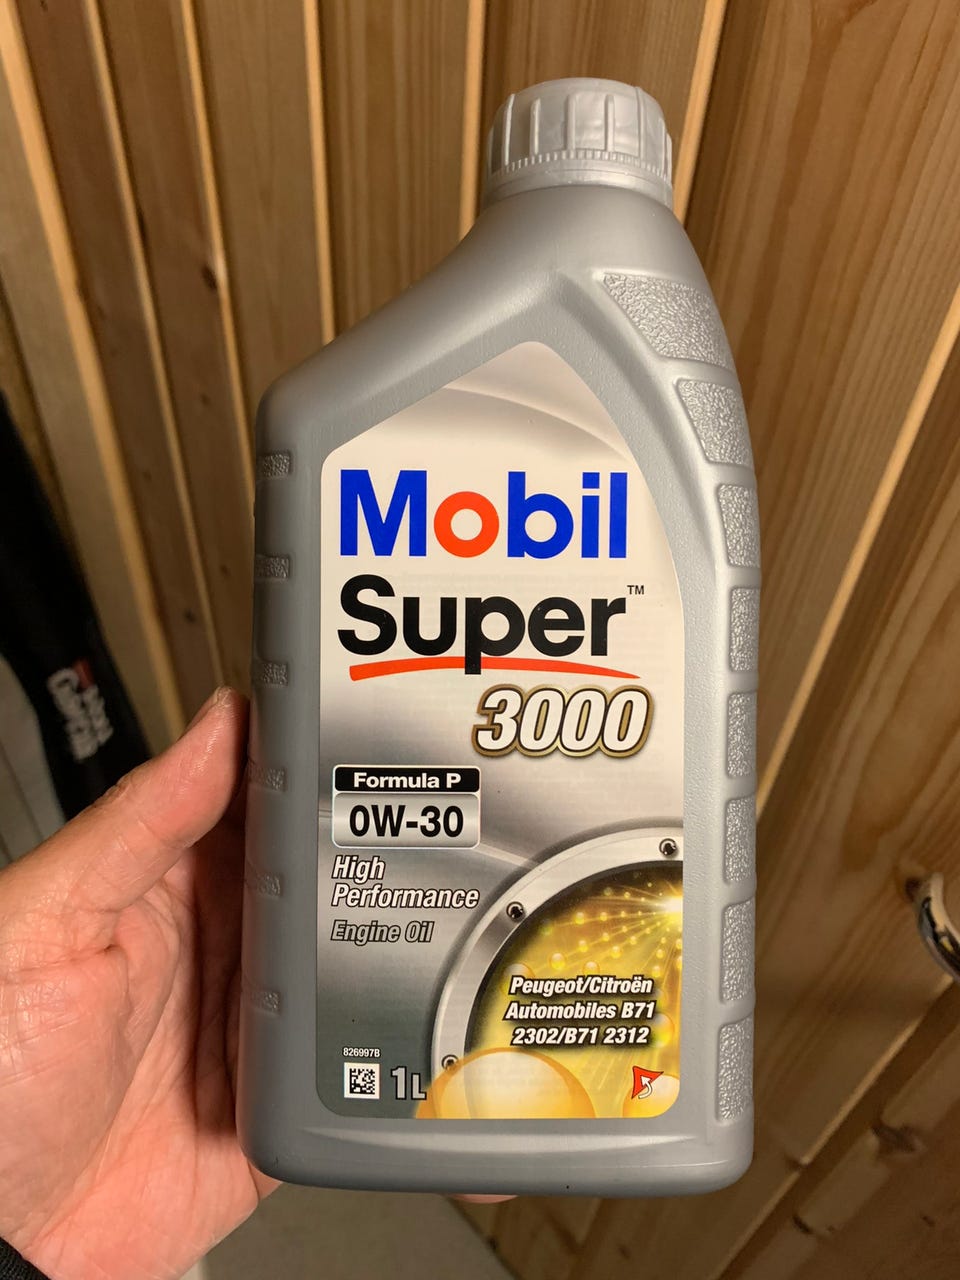 Mobil
Super™
3000
Formula P
0W-30
High
Performance
Engine Oil
Peugeot/Citroën
Automobiles B71
2302/B71 2312
826997B
1L